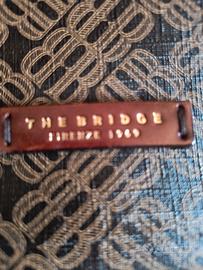 THE BRIDGE
FIRENZE 1969